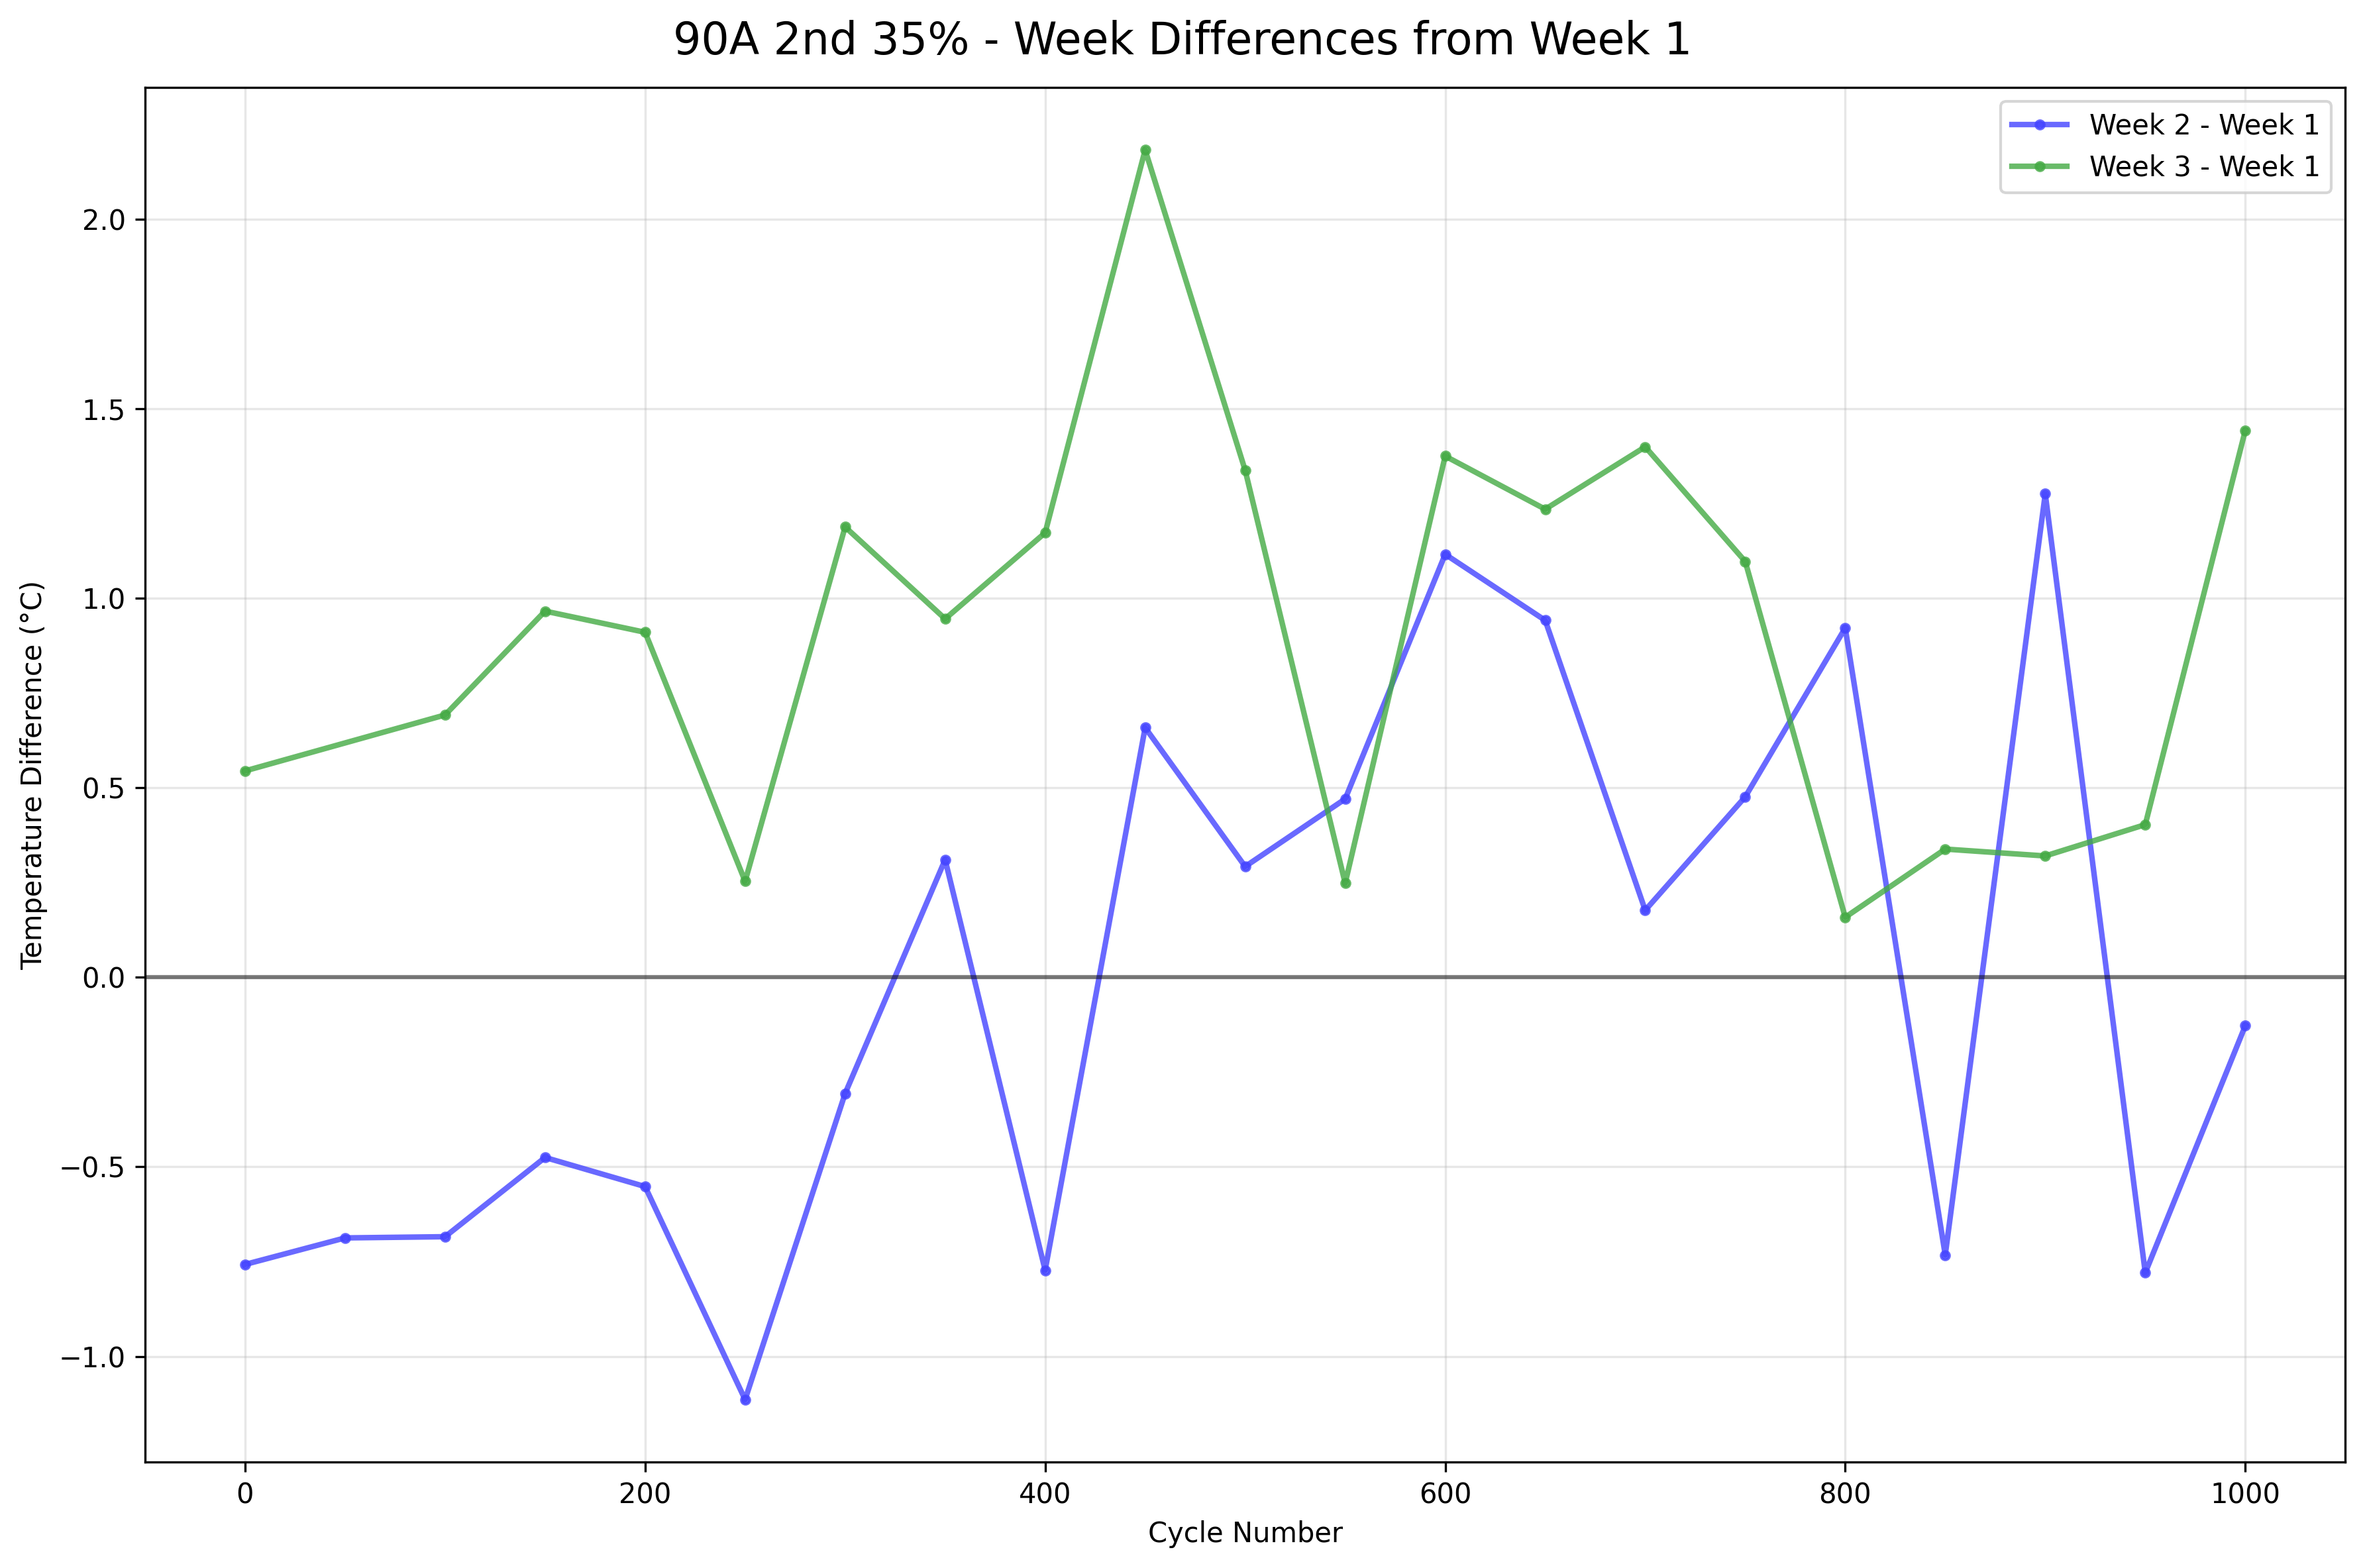 90A 2nd 35% - Week Differences from Week 1
Week 2 - Week 1
Week 3 - Week 1
Temperature Difference (°C)
2.0
1.5
1.0
0.5
0.0
−0.5
−1.0
0 200 400 600 800 1000
Cycle Number